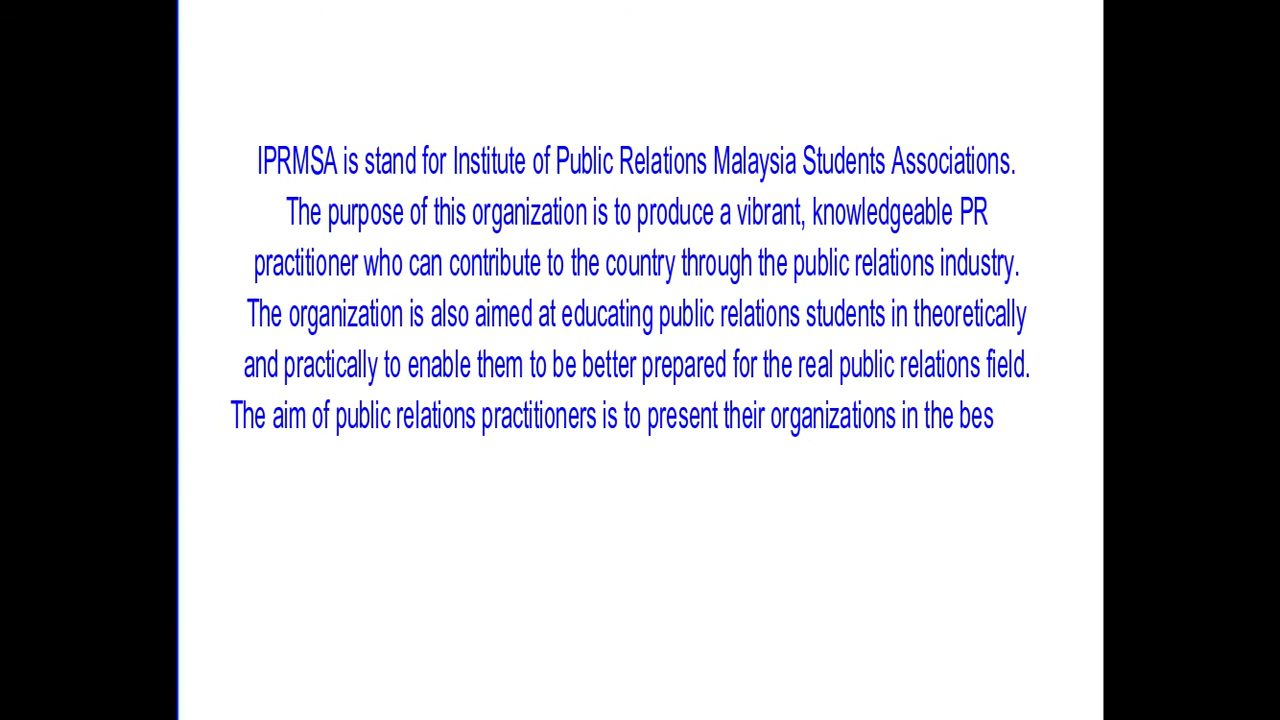 IPRMSA is stand for Institute of Public Relations Malaysia Students Associations.
The purpose of this organization is to produce a vibrant, knowledgeable PR
practitioner who can contribute to the country through the public relations industry.
The organization is also aimed at educating public relations students in theoretically
and practically to enable them to be better prepared for the real public relations field.
The aim of public relations practitioners is to present their organizations in the bes